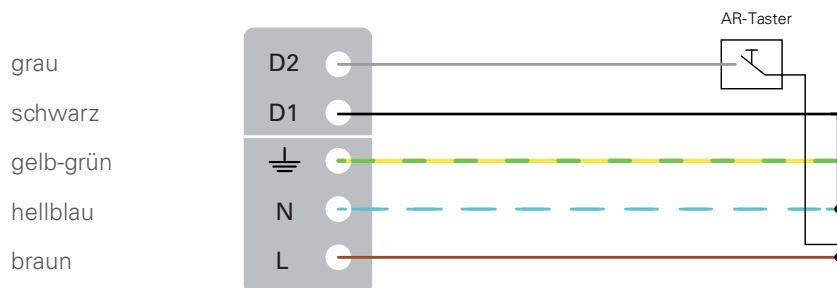 AR-Taster
grau D2
schwarz D1
gelb-grün
hellblau N
braun L